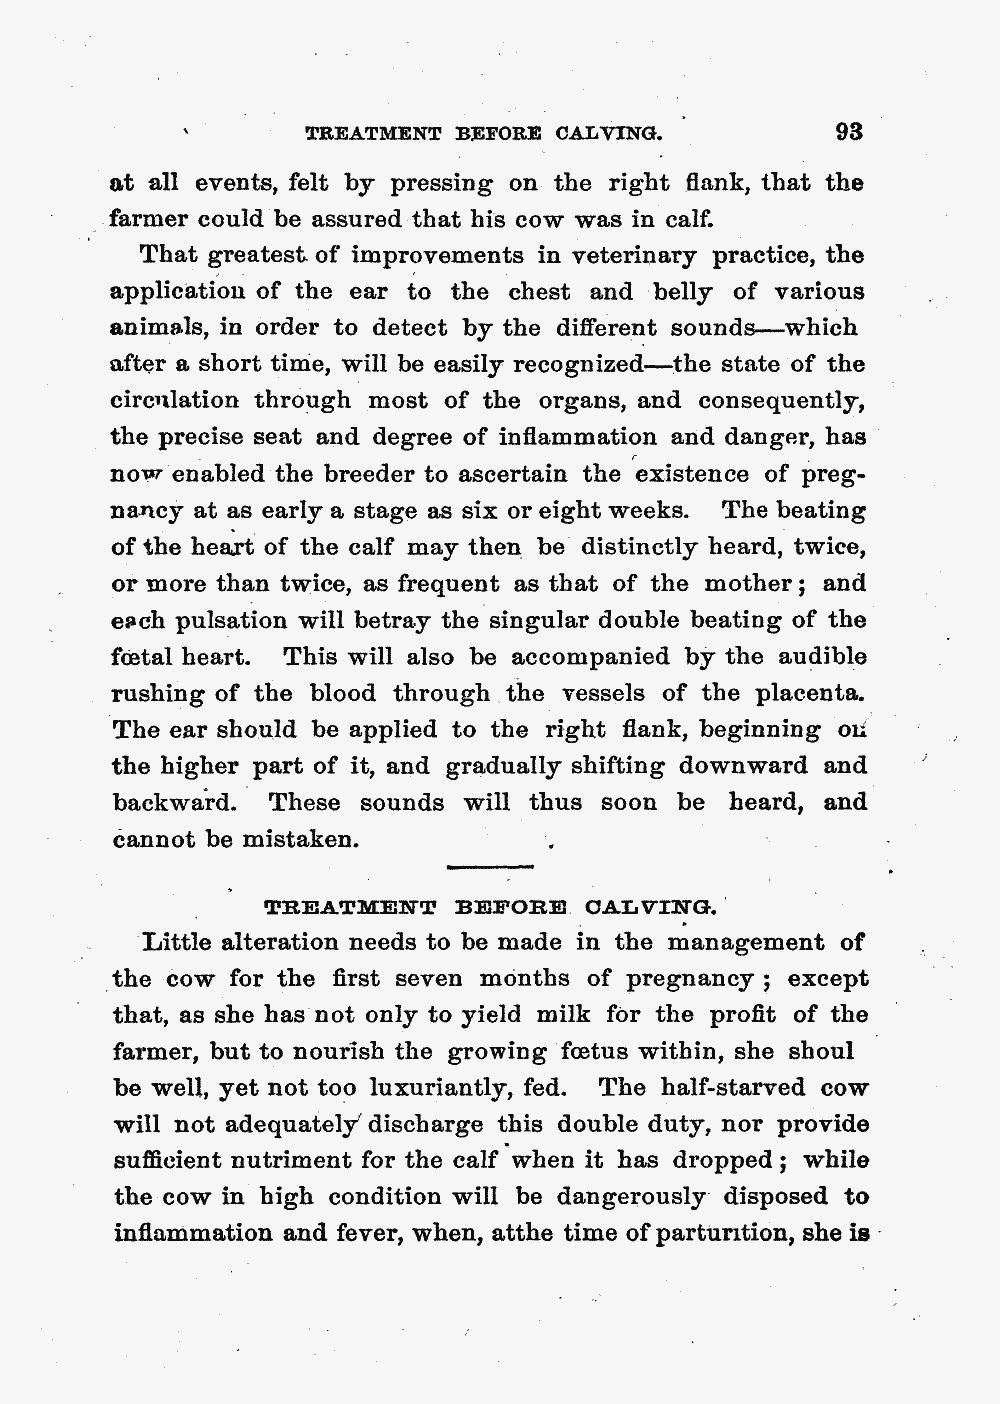 TREATMENT BEFORE CALVING. 93
at all events, felt by pressing on the right flank, that the
farmer could be assured that his cow was in calf.
That greatest of improvements in veterinary practice, the
application of the ear to the chest and belly of various
animals, in order to detect by the different sounds—which
after a short time, will be easily recognized—the state of the
circulation through most of the organs, and consequently,
the precise seat and degree of inflammation and danger, has
now enabled the breeder to ascertain the existence of preg-
nancy at as early a stage as six or eight weeks. The beating
of the heart of the calf may then be distinctly heard, twice,
or more than twice, as frequent as that of the mother; and
each pulsation will betray the singular double beating of the
fœtal heart. This will also be accompanied by the audible
rushing of the blood through the vessels of the placenta.
The ear should be applied to the right flank, beginning on
the higher part of it, and gradually shifting downward and
backward. These sounds will thus soon be heard, and
cannot be mistaken.
TREATMENT BEFORE CALVING.
Little alteration needs to be made in the management of
the cow for the first seven months of pregnancy; except
that, as she has not only to yield milk for the profit of the
farmer, but to nourish the growing fœtus within, she shoul
be well, yet not too luxuriantly, fed. The half-starved cow
will not adequately discharge this double duty, nor provide
sufficient nutriment for the calf when it has dropped; while
the cow in high condition will be dangerously disposed to
inflammation and fever, when, atthe time of parturition, she is